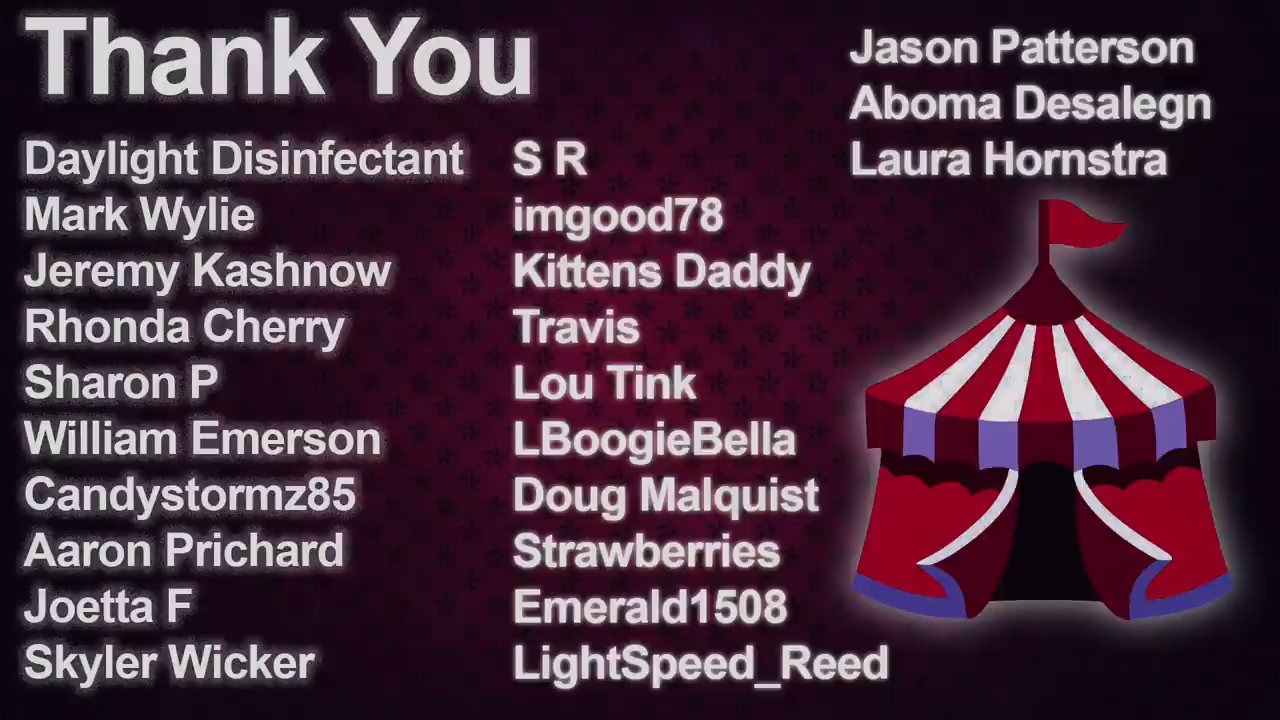 Thank You
Daylight Disinfectant
Mark Wylie
Jeremy Kashnow
Rhonda Cherry
Sharon P
William Emerson
Candystormz85
Aaron Prichard
Joetta F
Skyler Wicker
S R
imgood78
Kittens Daddy
Travis
Lou Tink
LBoogieBella
Doug Malquist
Strawberries
Emerald1508
LightSpeed_Reed
Jason Patterson
Aboma Desalegn
Laura Hornstra